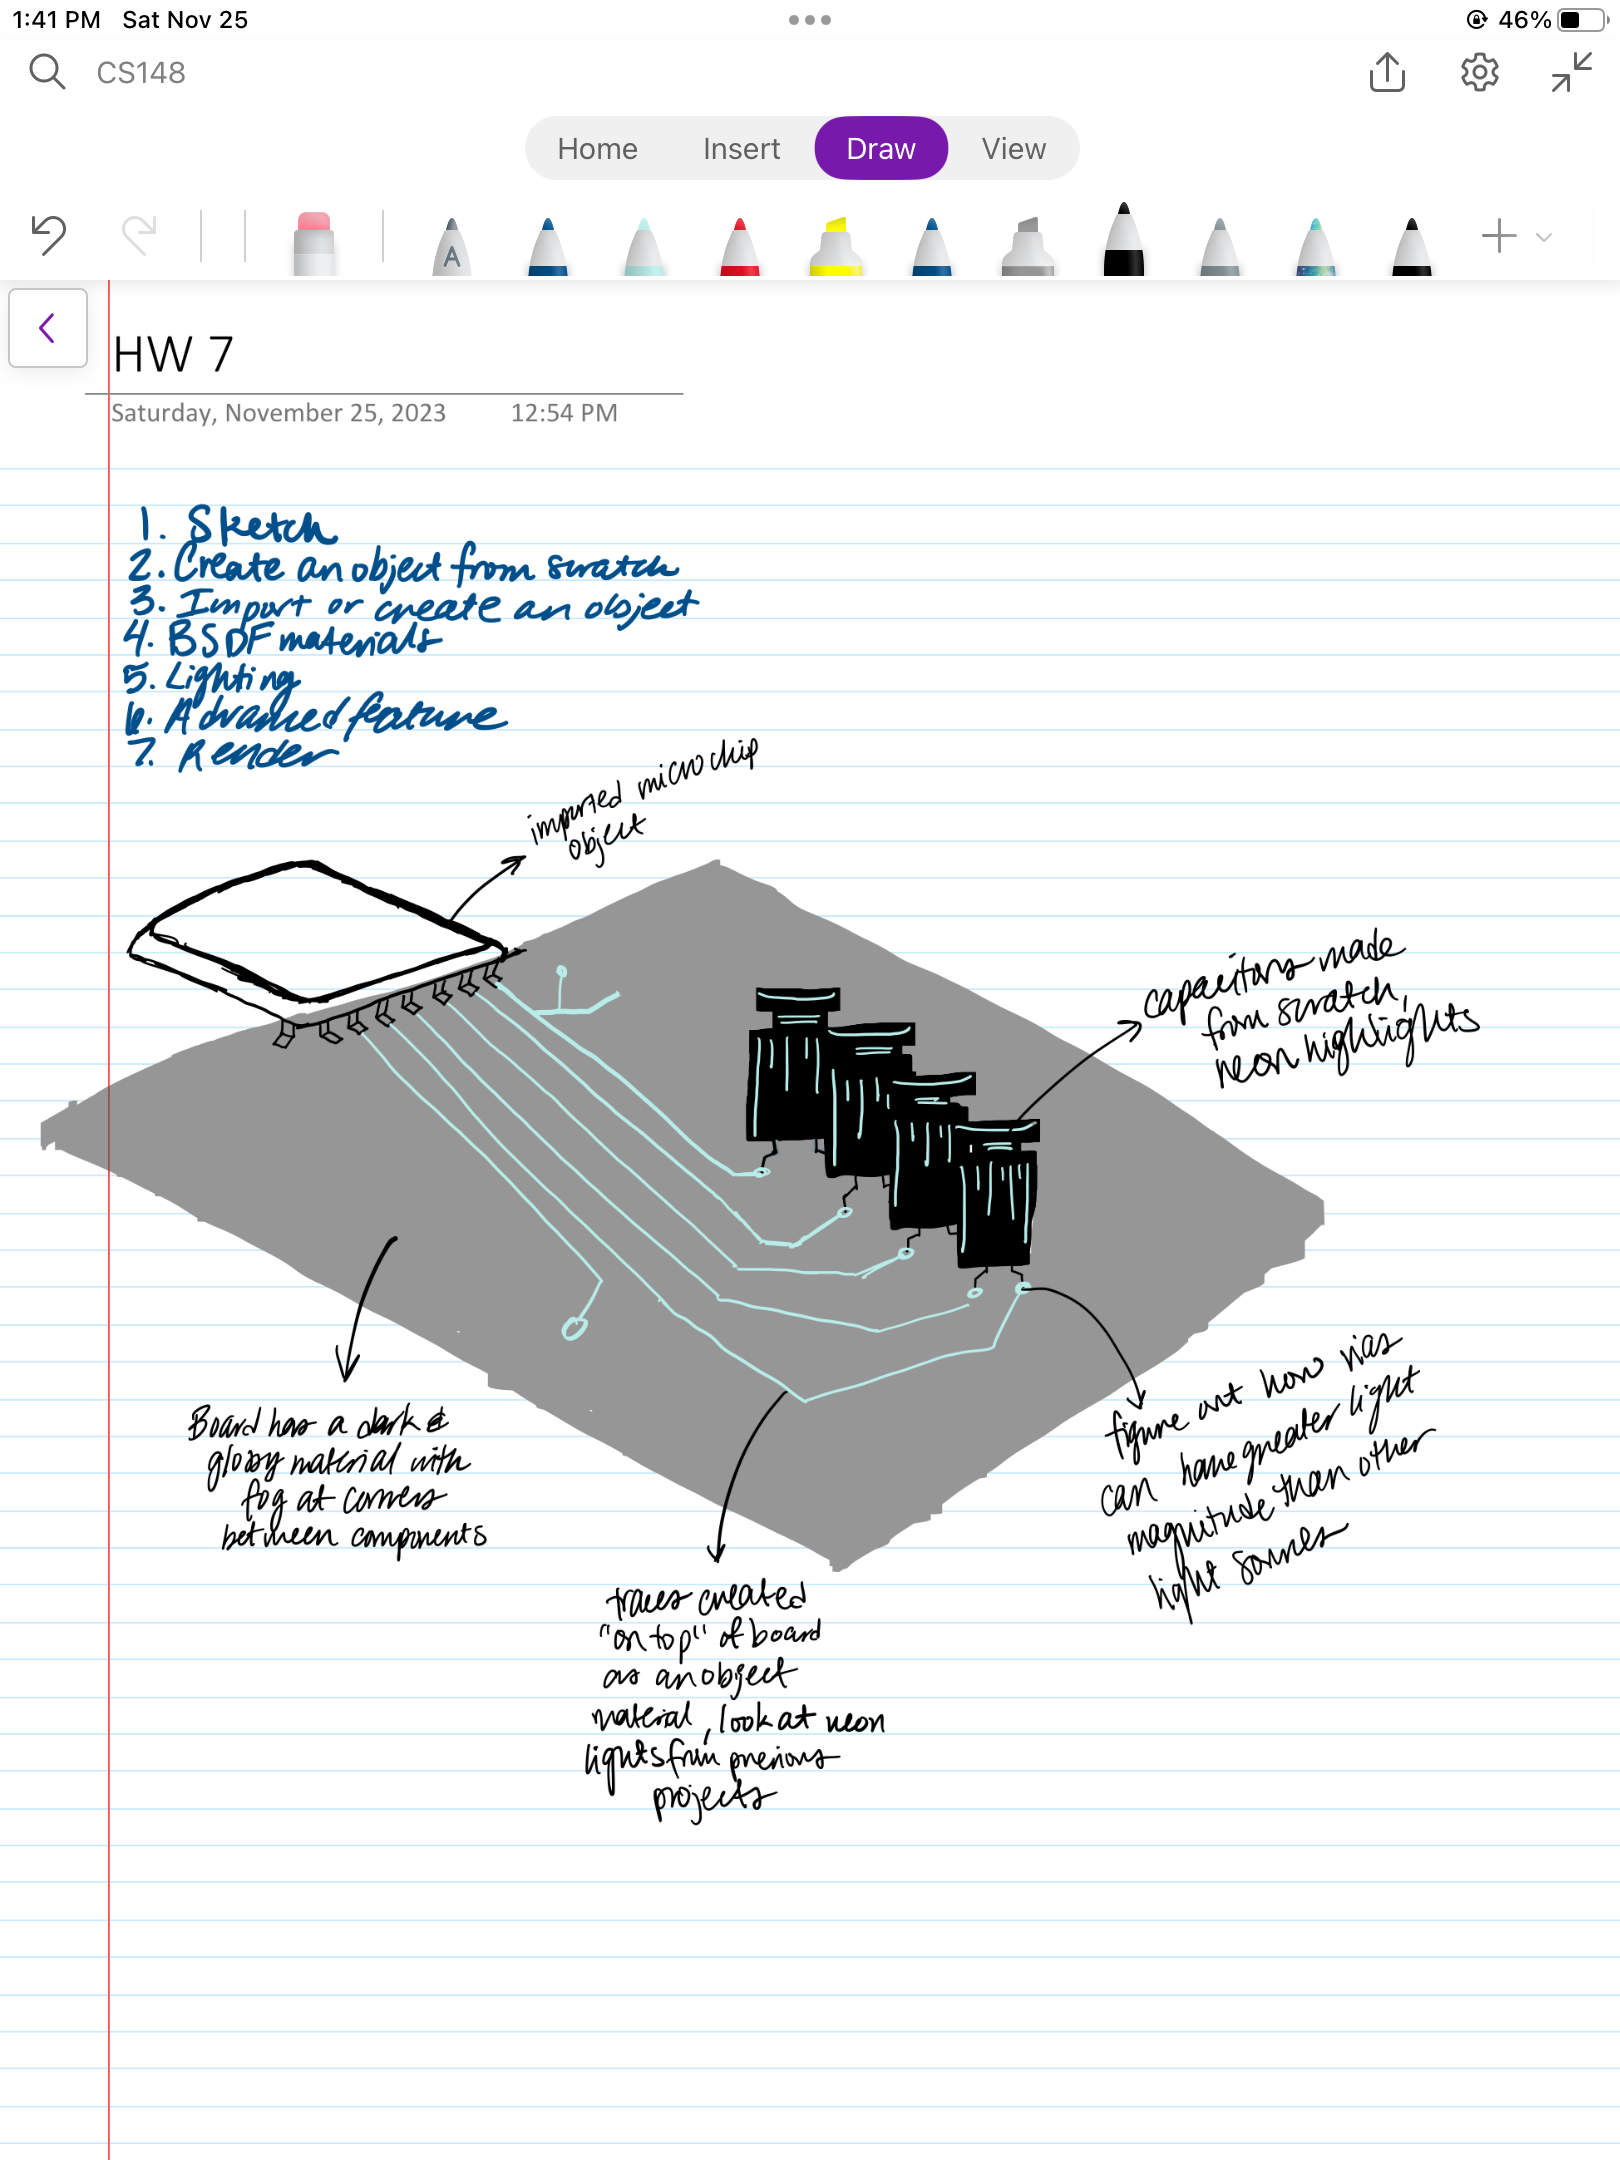 1:41 PM Sat Nov 25
46%
CS148
Home Insert Draw View
A
HW 7
Saturday, November 25, 2023 12:54 PM
1. Sketch
2. Create an object from scratch
3. Import or create an object
4. BSDF materials
5. Lighting
6. Advanced feature
7. Render
imported microchip
object
capacitors made
from scratch,
neon highlights
Board has a dark &
glossy material with
fog at corners
between components
figure out how vias
can have greater light
magnitude than other
light sources
traces created
"on top" of board
as an object
material, look at neon
lights from previous
projects